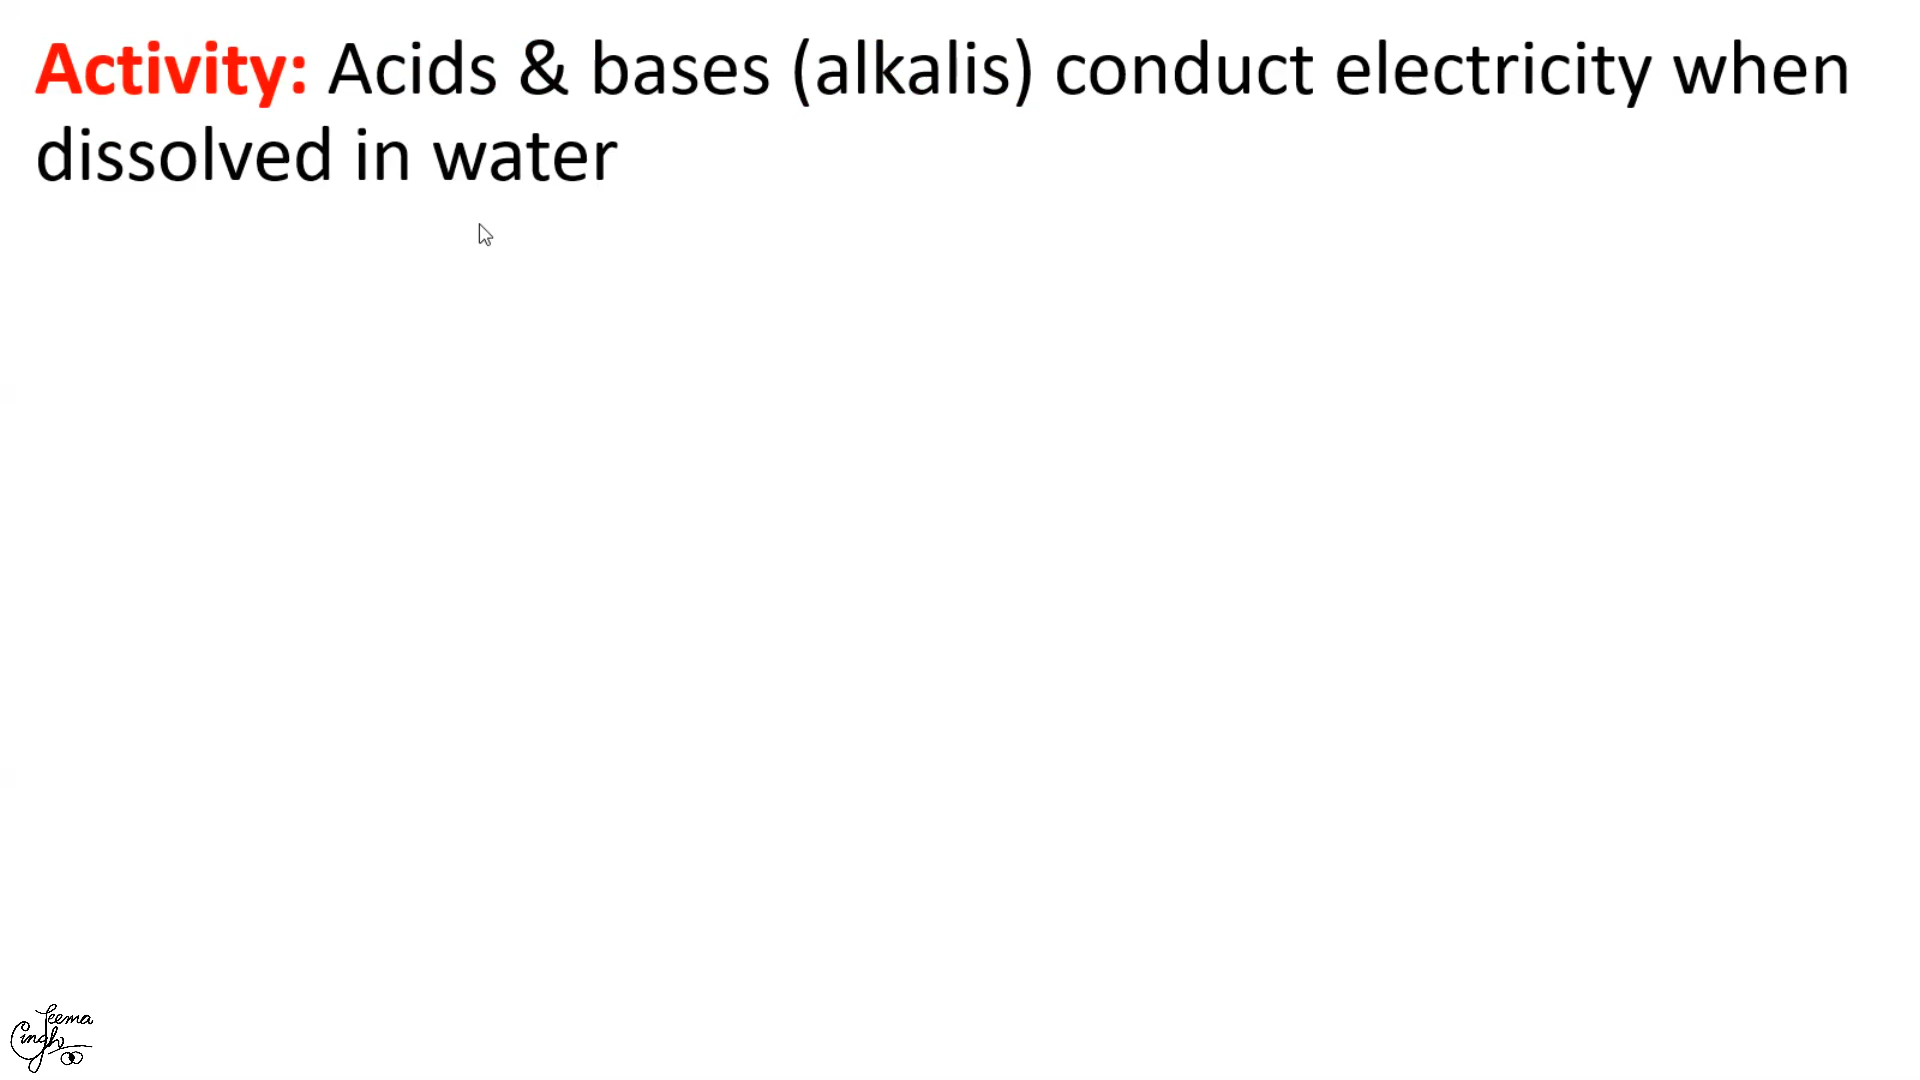 Activity: Acids & bases (alkalis) conduct electricity when
dissolved in water